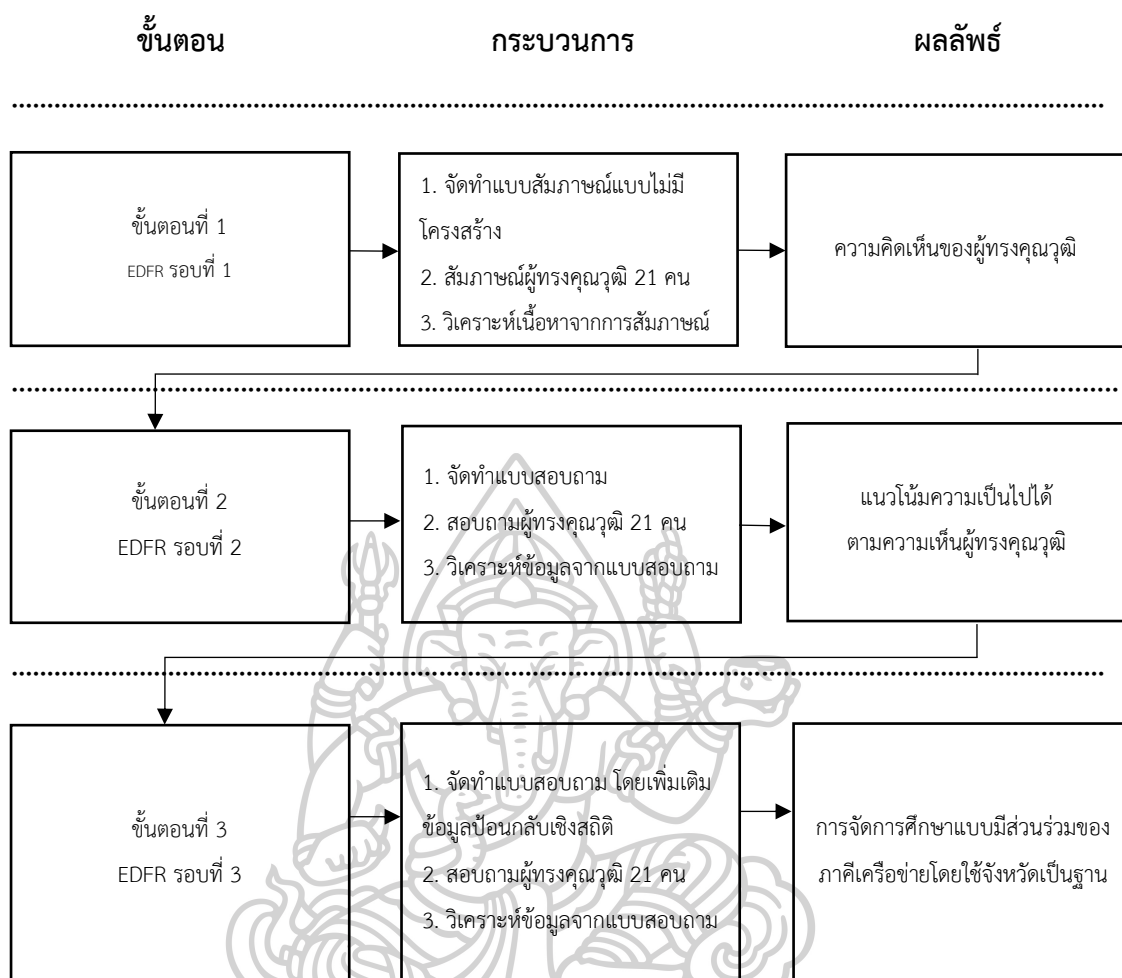 ขั้นตอน กระบวนการ ผลลัพธ์
ขั้นตอนที่ 1
EDFR รอบที่ 1
1. จัดทำแบบสัมภาษณ์แบบไม่มี
โครงสร้าง
2. สัมภาษณ์ผู้ทรงคุณวุฒิ 21 คน
3. วิเคราะห์เนื้อหาจากการสัมภาษณ์
ความคิดเห็นของผู้ทรงคุณวุฒิ
ขั้นตอนที่ 2
EDFR รอบที่ 2
1. จัดทำแบบสอบถาม
2. สอบถามผู้ทรงคุณวุฒิ 21 คน
3. วิเคราะห์ข้อมูลจากแบบสอบถาม
แนวโน้มความเป็นไปได้
ตามความเห็นผู้ทรงคุณวุฒิ
ขั้นตอนที่ 3
EDFR รอบที่ 3
1. จัดทำแบบสอบถาม โดยเพิ่มเติม
ข้อมูลป้อนกลับเชิงสถิติ
2. สอบถามผู้ทรงคุณวุฒิ 21 คน
3. วิเคราะห์ข้อมูลจากแบบสอบถาม
การจัดการศึกษาแบบมีส่วนร่วมของ
ภาคีเครือข่ายโดยใช้จังหวัดเป็นฐาน